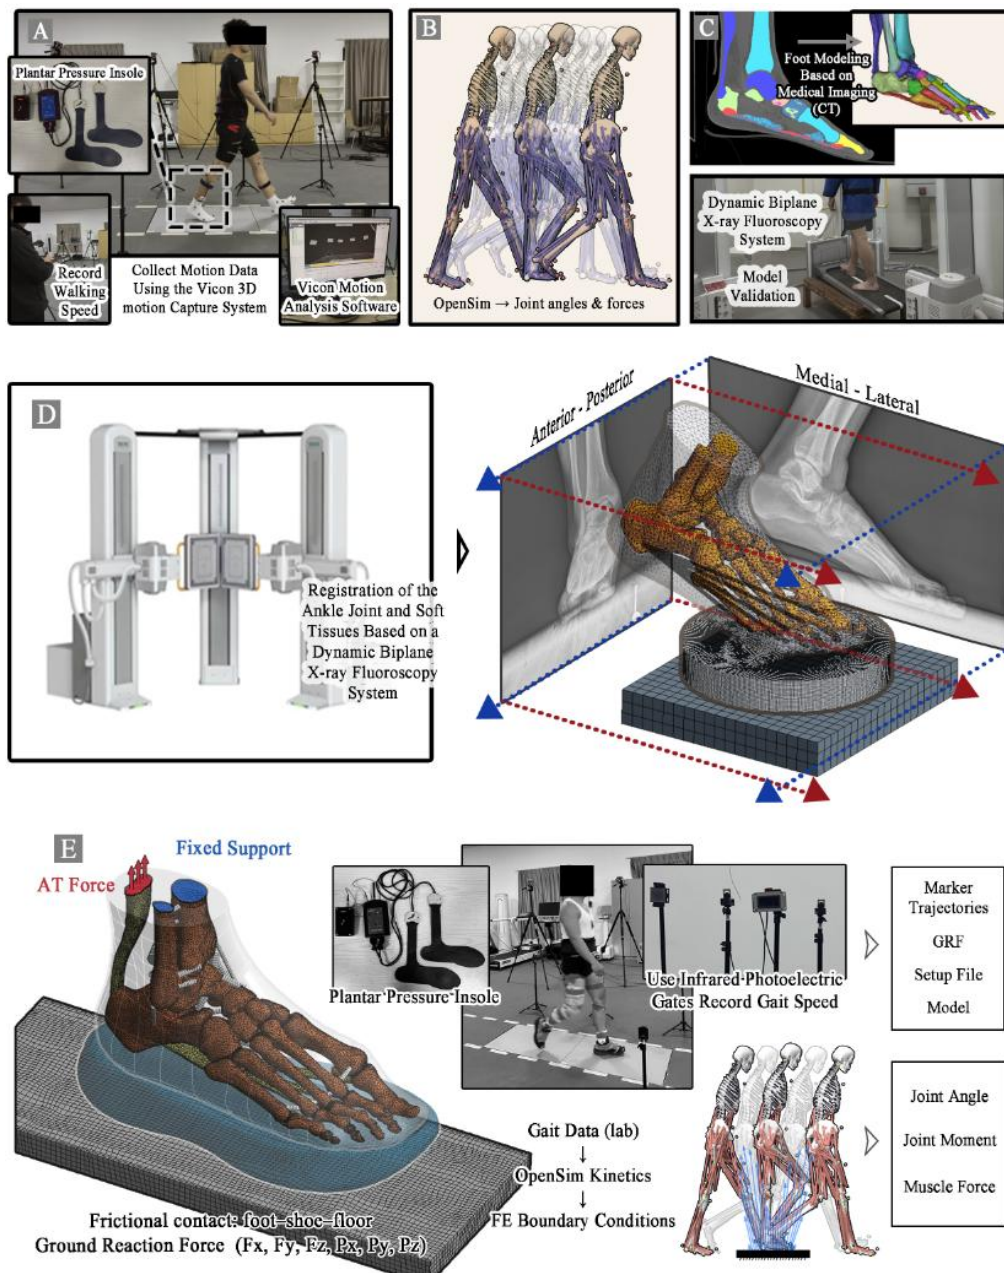 A
Plantar Pressure Insole
Record
Walking
Speed
Collect Motion Data
Using the Vicon 3D
motion Capture System
Vicon Motion
Analysis Software
B
OpenSim → Joint angles & forces
C
Foot Modeling
Based on
Medical Imaging
(CT)
Dynamic Biplane
X-ray Fluoroscopy
System
Model
Validation
D
Registration of the
Ankle Joint and Soft
Tissues Based on a
Dynamic Biplane
X-ray Fluoroscopy
System
Anterior - Posterior
Medial - Lateral
E
Fixed Support
AT Force
Frictional contact: foot–shoe–floor
Ground Reaction Force (Fx, Fy, Fz, Px, Py, Pz)
Plantar Pressure Insole
Use Infrared Photoelectric
Gates Record Gait Speed
Marker
Trajectories
GRF
Setup File
Model
Gait Data (lab)
↓
OpenSim Kinetics
↓
FE Boundary Conditions
Joint Angle
Joint Moment
Muscle Force